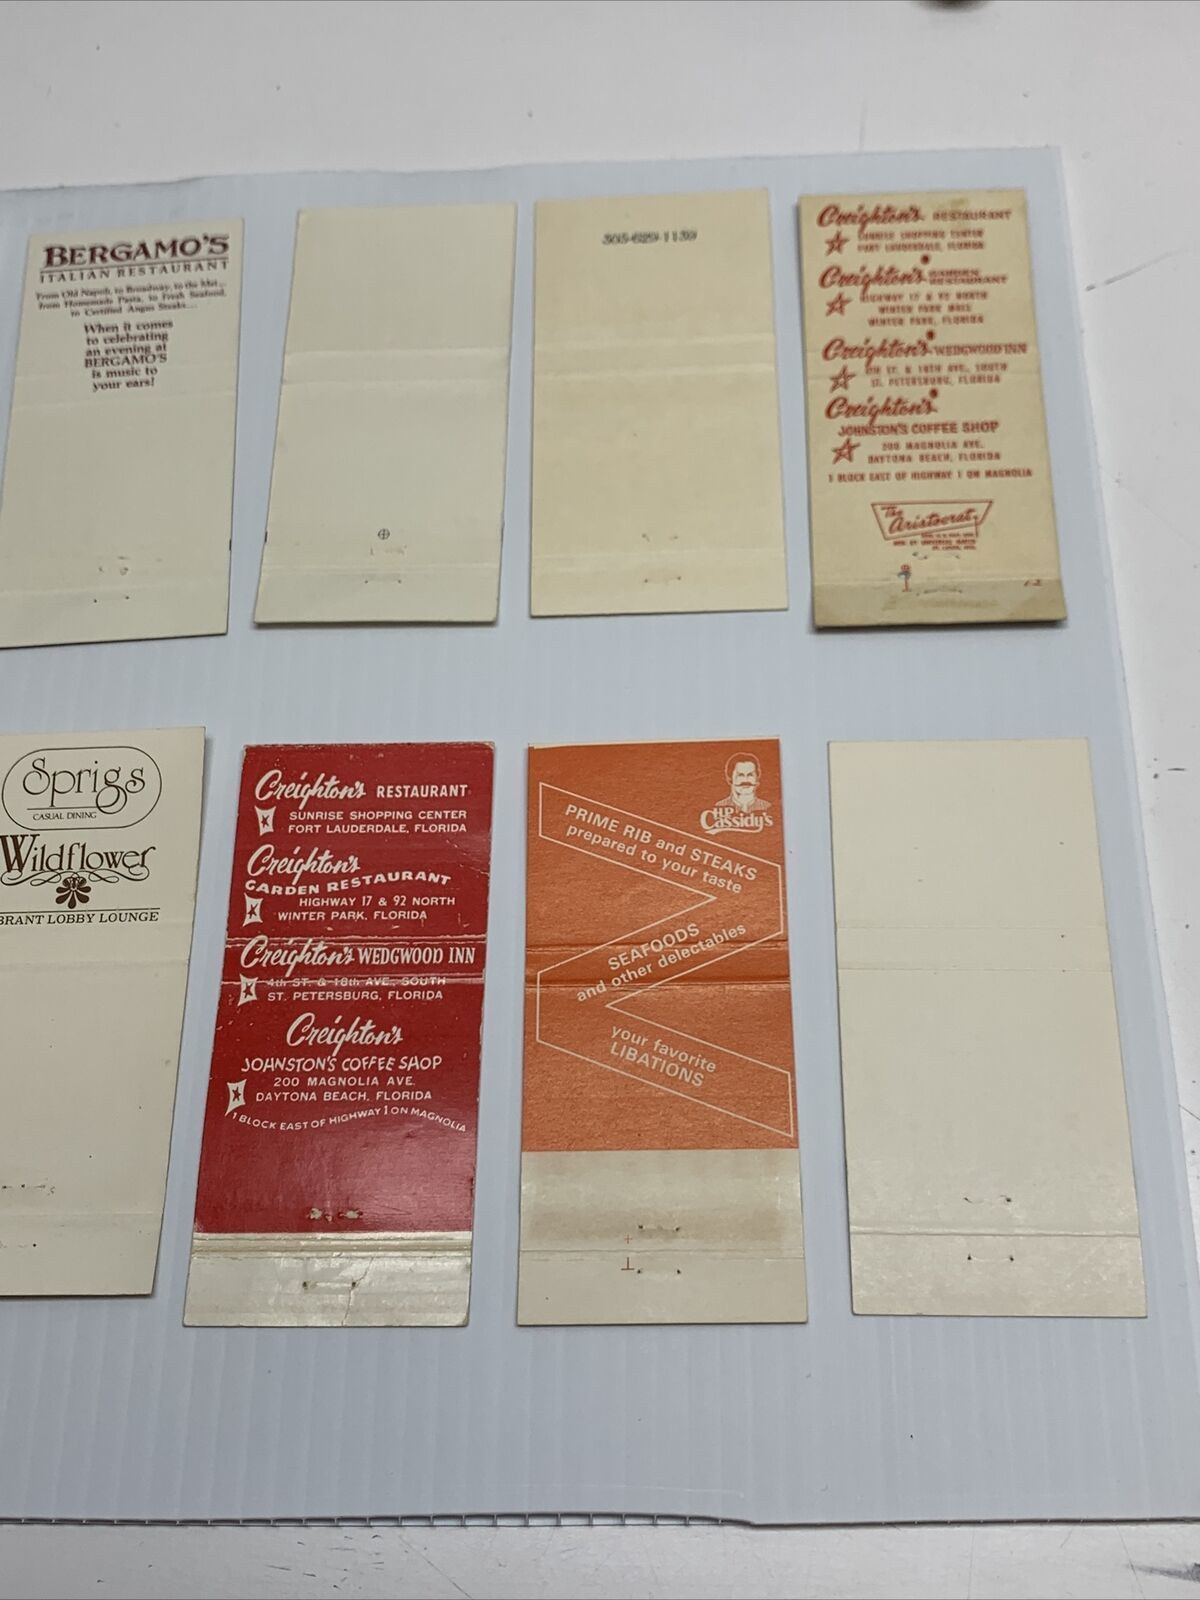 BERGAMO'S
ITALIAN RESTAURANT
From Old Napoli, to Broadway, to the Met...
from Homemade Pasta, to Fresh Seafood,
to Certified Angus Steaks...
When it comes
to celebrating
an evening at
BERGAMO'S
is music to
your ears!
305-629-1139
Creighton's RESTAURANT
SUNRISE SHOPPING CENTER
FORT LAUDERDALE, FLORIDA
Creighton's GARDEN RESTAURANT
HIGHWAY 17 & 92 NORTH
WINTER PARK MALL
WINTER PARK, FLORIDA
Creighton's WEDGWOOD INN
4TH ST. & 18TH AVE., SOUTH
ST. PETERSBURG, FLORIDA
Creighton's
JOHNSTON'S COFFEE SHOP
200 MAGNOLIA AVE.
DAYTONA BEACH, FLORIDA
1 BLOCK EAST OF HIGHWAY 1 ON MAGNOLIA
The
Aristocrat
Sprigs
CASUAL DINING
Wildflower
BRANT LOBBY LOUNGE
Creighton's RESTAURANT
SUNRISE SHOPPING CENTER
FORT LAUDERDALE, FLORIDA
Creighton's
GARDEN RESTAURANT
HIGHWAY 17 & 92 NORTH
WINTER PARK, FLORIDA
Creighton's WEDGWOOD INN
4th ST. & 18th AVE., SOUTH
ST. PETERSBURG, FLORIDA
Creighton's
JOHNSTON'S COFFEE SHOP
200 MAGNOLIA AVE.
DAYTONA BEACH, FLORIDA
1 BLOCK EAST OF HIGHWAY 1 ON MAGNOLIA
H.P.
Cassidy's
PRIME RIB and STEAKS
prepared to your taste
SEAFOODS
and other delectables
your favorite
LIBATIONS